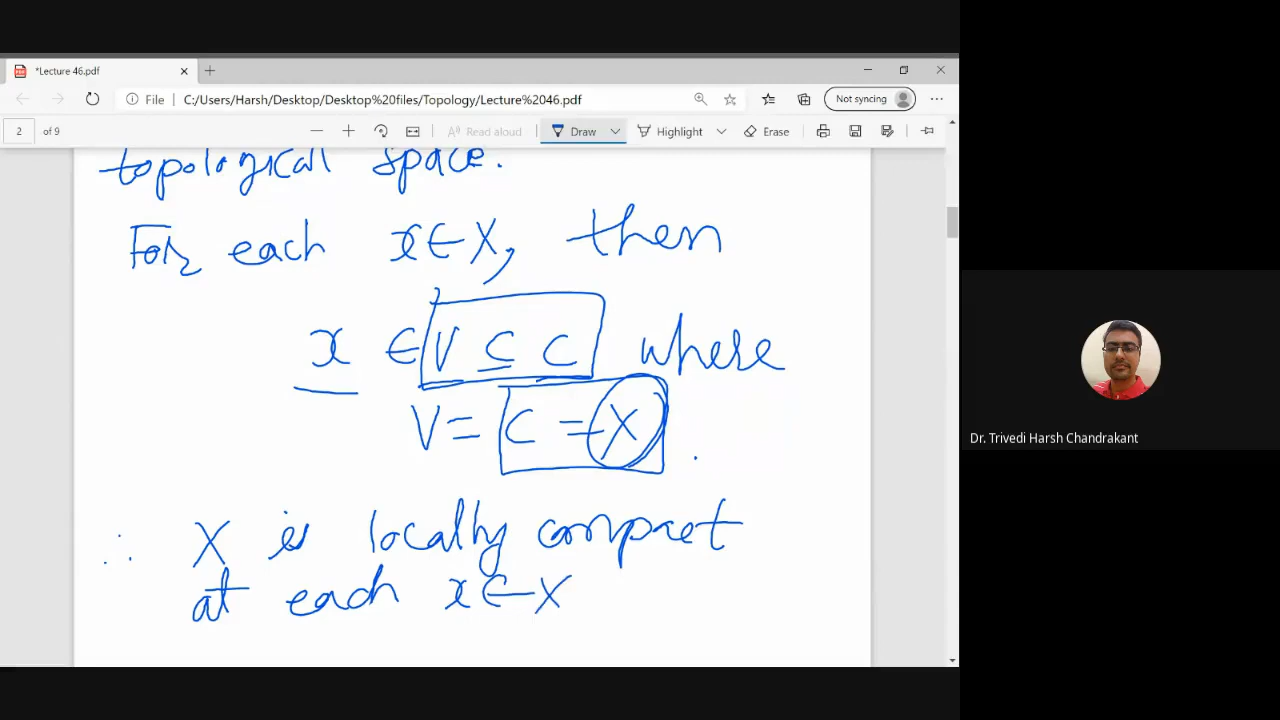 *Lecture 46.pdf
File | C:/Users/Harsh/Desktop/Desktop%20files/Topology/Lecture%2046.pdf
Not syncing
2 of 9
Read aloud
Draw
Highlight
Erase
topological space.
For each x ∈ X, then
x ∈ V ⊆ C where
V = C = X.
∴ X is locally compact
at each x ∈ X
Dr. Trivedi Harsh Chandrakant